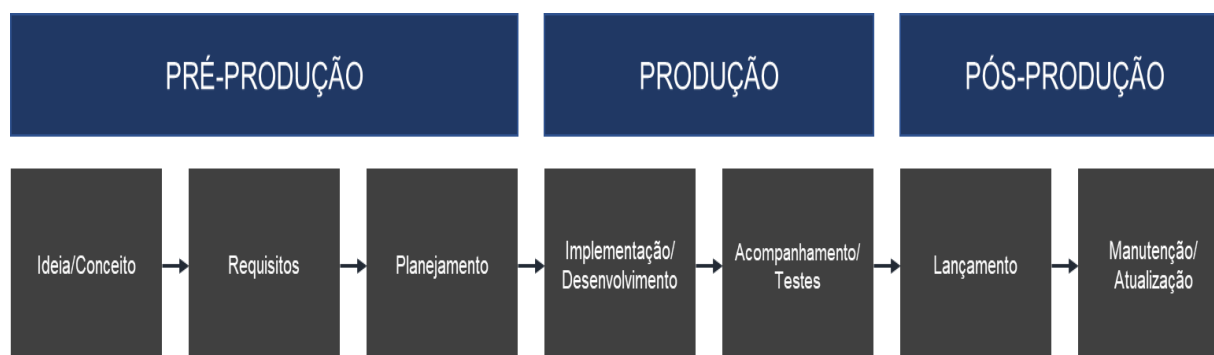 PRÉ-PRODUÇÃO
PRODUÇÃO
PÓS-PRODUÇÃO
Ideia/Conceito
Requisitos
Planejamento
Implementação/
Desenvolvimento
Acompanhamento/
Testes
Lançamento
Manutenção/
Atualização